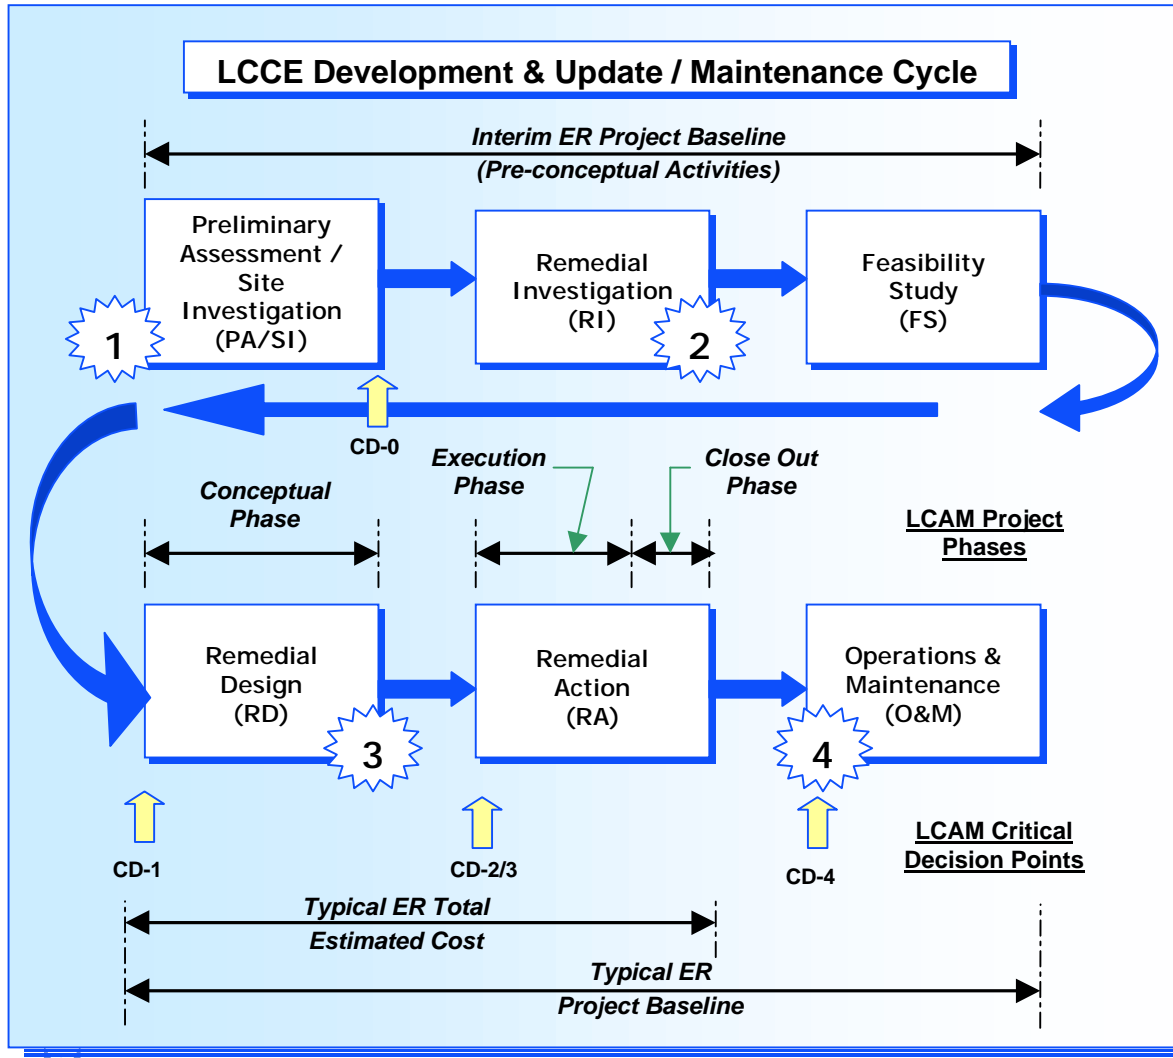 LCCE Development & Update / Maintenance Cycle
Interim ER Project Baseline
(Pre-conceptual Activities)
Preliminary
Assessment /
Site
Investigation
(PA/SI)
1
Remedial
Investigation
(RI)
2
Feasibility
Study
(FS)
CD-0
Execution
Phase
Close Out
Phase
Conceptual
Phase
LCAM Project
Phases
Remedial
Design
(RD)
3
Remedial
Action
(RA)
Operations &
Maintenance
(O&M)
4
CD-1
CD-2/3
CD-4
LCAM Critical
Decision Points
Typical ER Total
Estimated Cost
Typical ER
Project Baseline